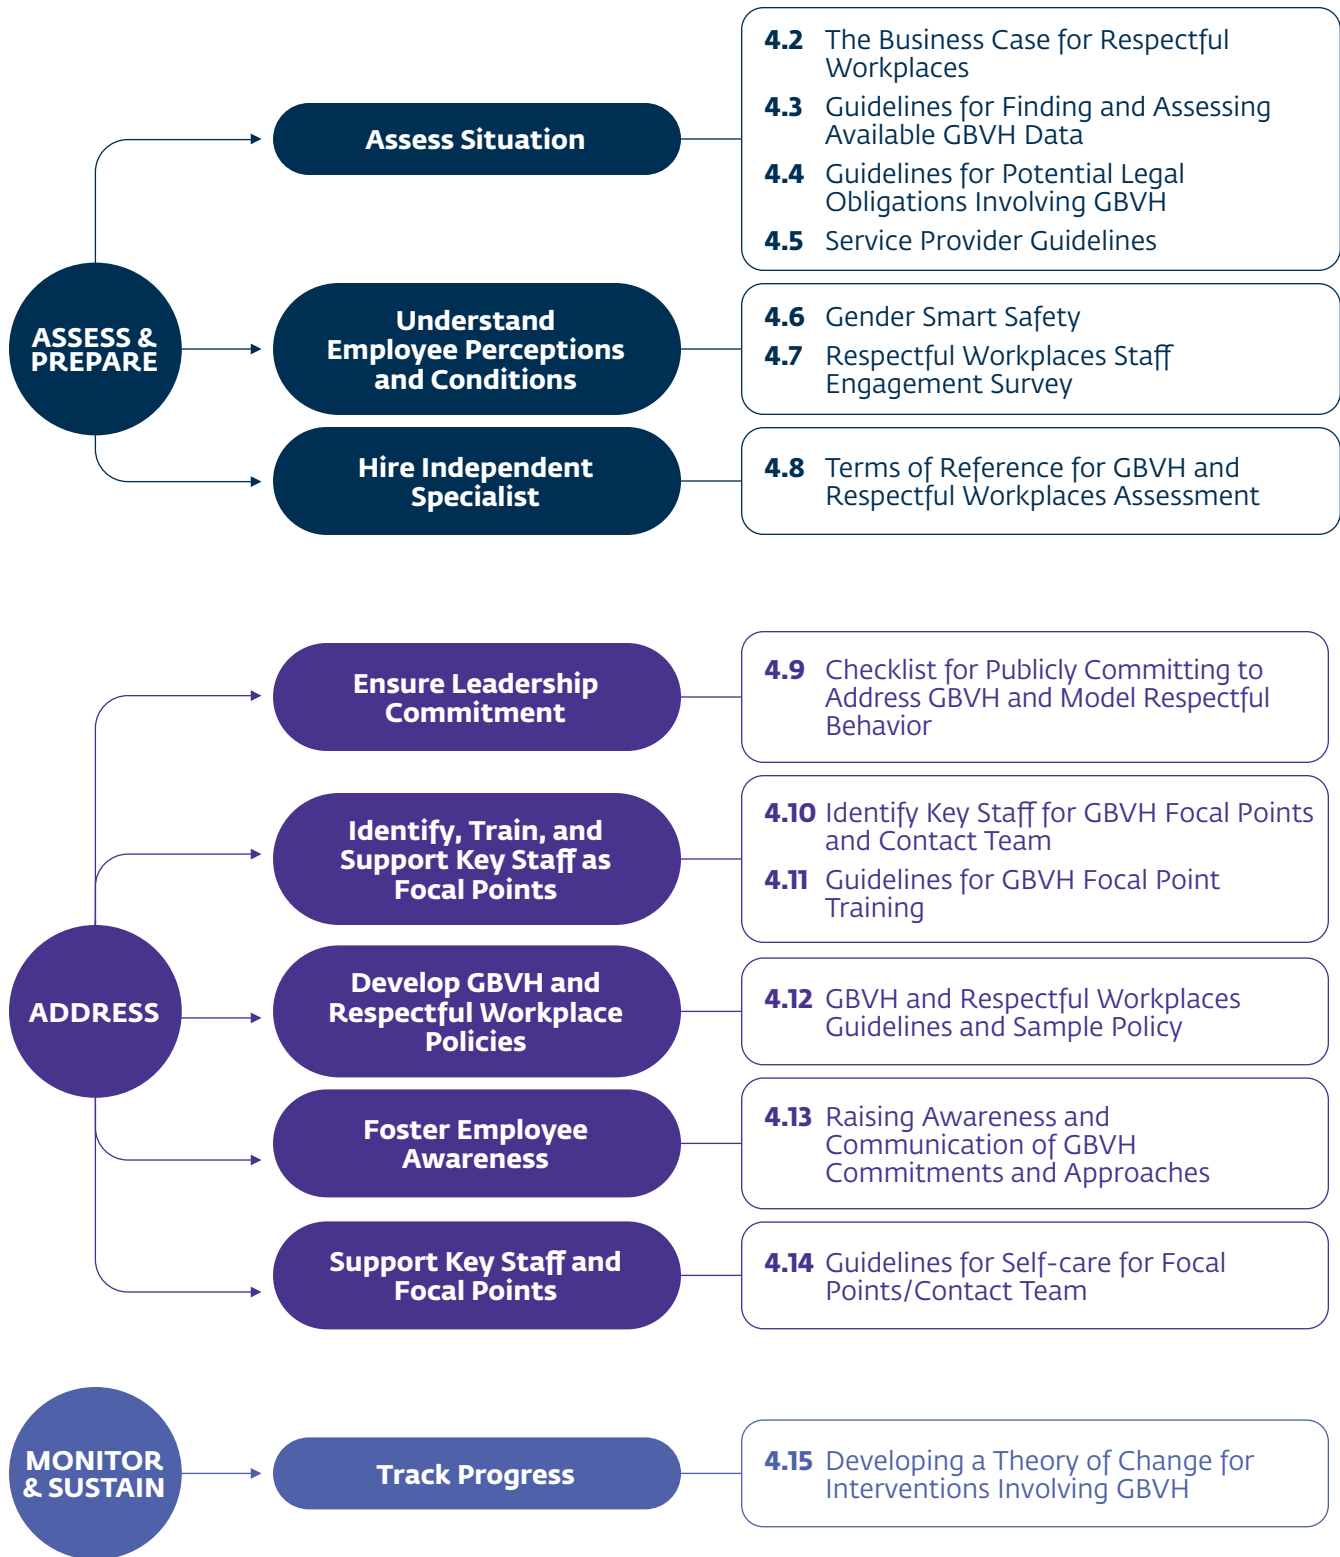 ASSESS &
PREPARE
Assess Situation
4.2 The Business Case for Respectful
Workplaces
4.3 Guidelines for Finding and Assessing
Available GBVH Data
4.4 Guidelines for Potential Legal
Obligations Involving GBVH
4.5 Service Provider Guidelines
Understand
Employee Perceptions
and Conditions
4.6 Gender Smart Safety
4.7 Respectful Workplaces Staff
Engagement Survey
Hire Independent
Specialist
4.8 Terms of Reference for GBVH and
Respectful Workplaces Assessment
ADDRESS
Ensure Leadership
Commitment
4.9 Checklist for Publicly Committing to
Address GBVH and Model Respectful
Behavior
Identify, Train, and
Support Key Staff as
Focal Points
4.10 Identify Key Staff for GBVH Focal Points
and Contact Team
4.11 Guidelines for GBVH Focal Point
Training
Develop GBVH and
Respectful Workplace
Policies
4.12 GBVH and Respectful Workplaces
Guidelines and Sample Policy
Foster Employee
Awareness
4.13 Raising Awareness and
Communication of GBVH
Commitments and Approaches
Support Key Staff and
Focal Points
4.14 Guidelines for Self-care for Focal
Points/Contact Team
MONITOR
& SUSTAIN
Track Progress
4.15 Developing a Theory of Change for
Interventions Involving GBVH